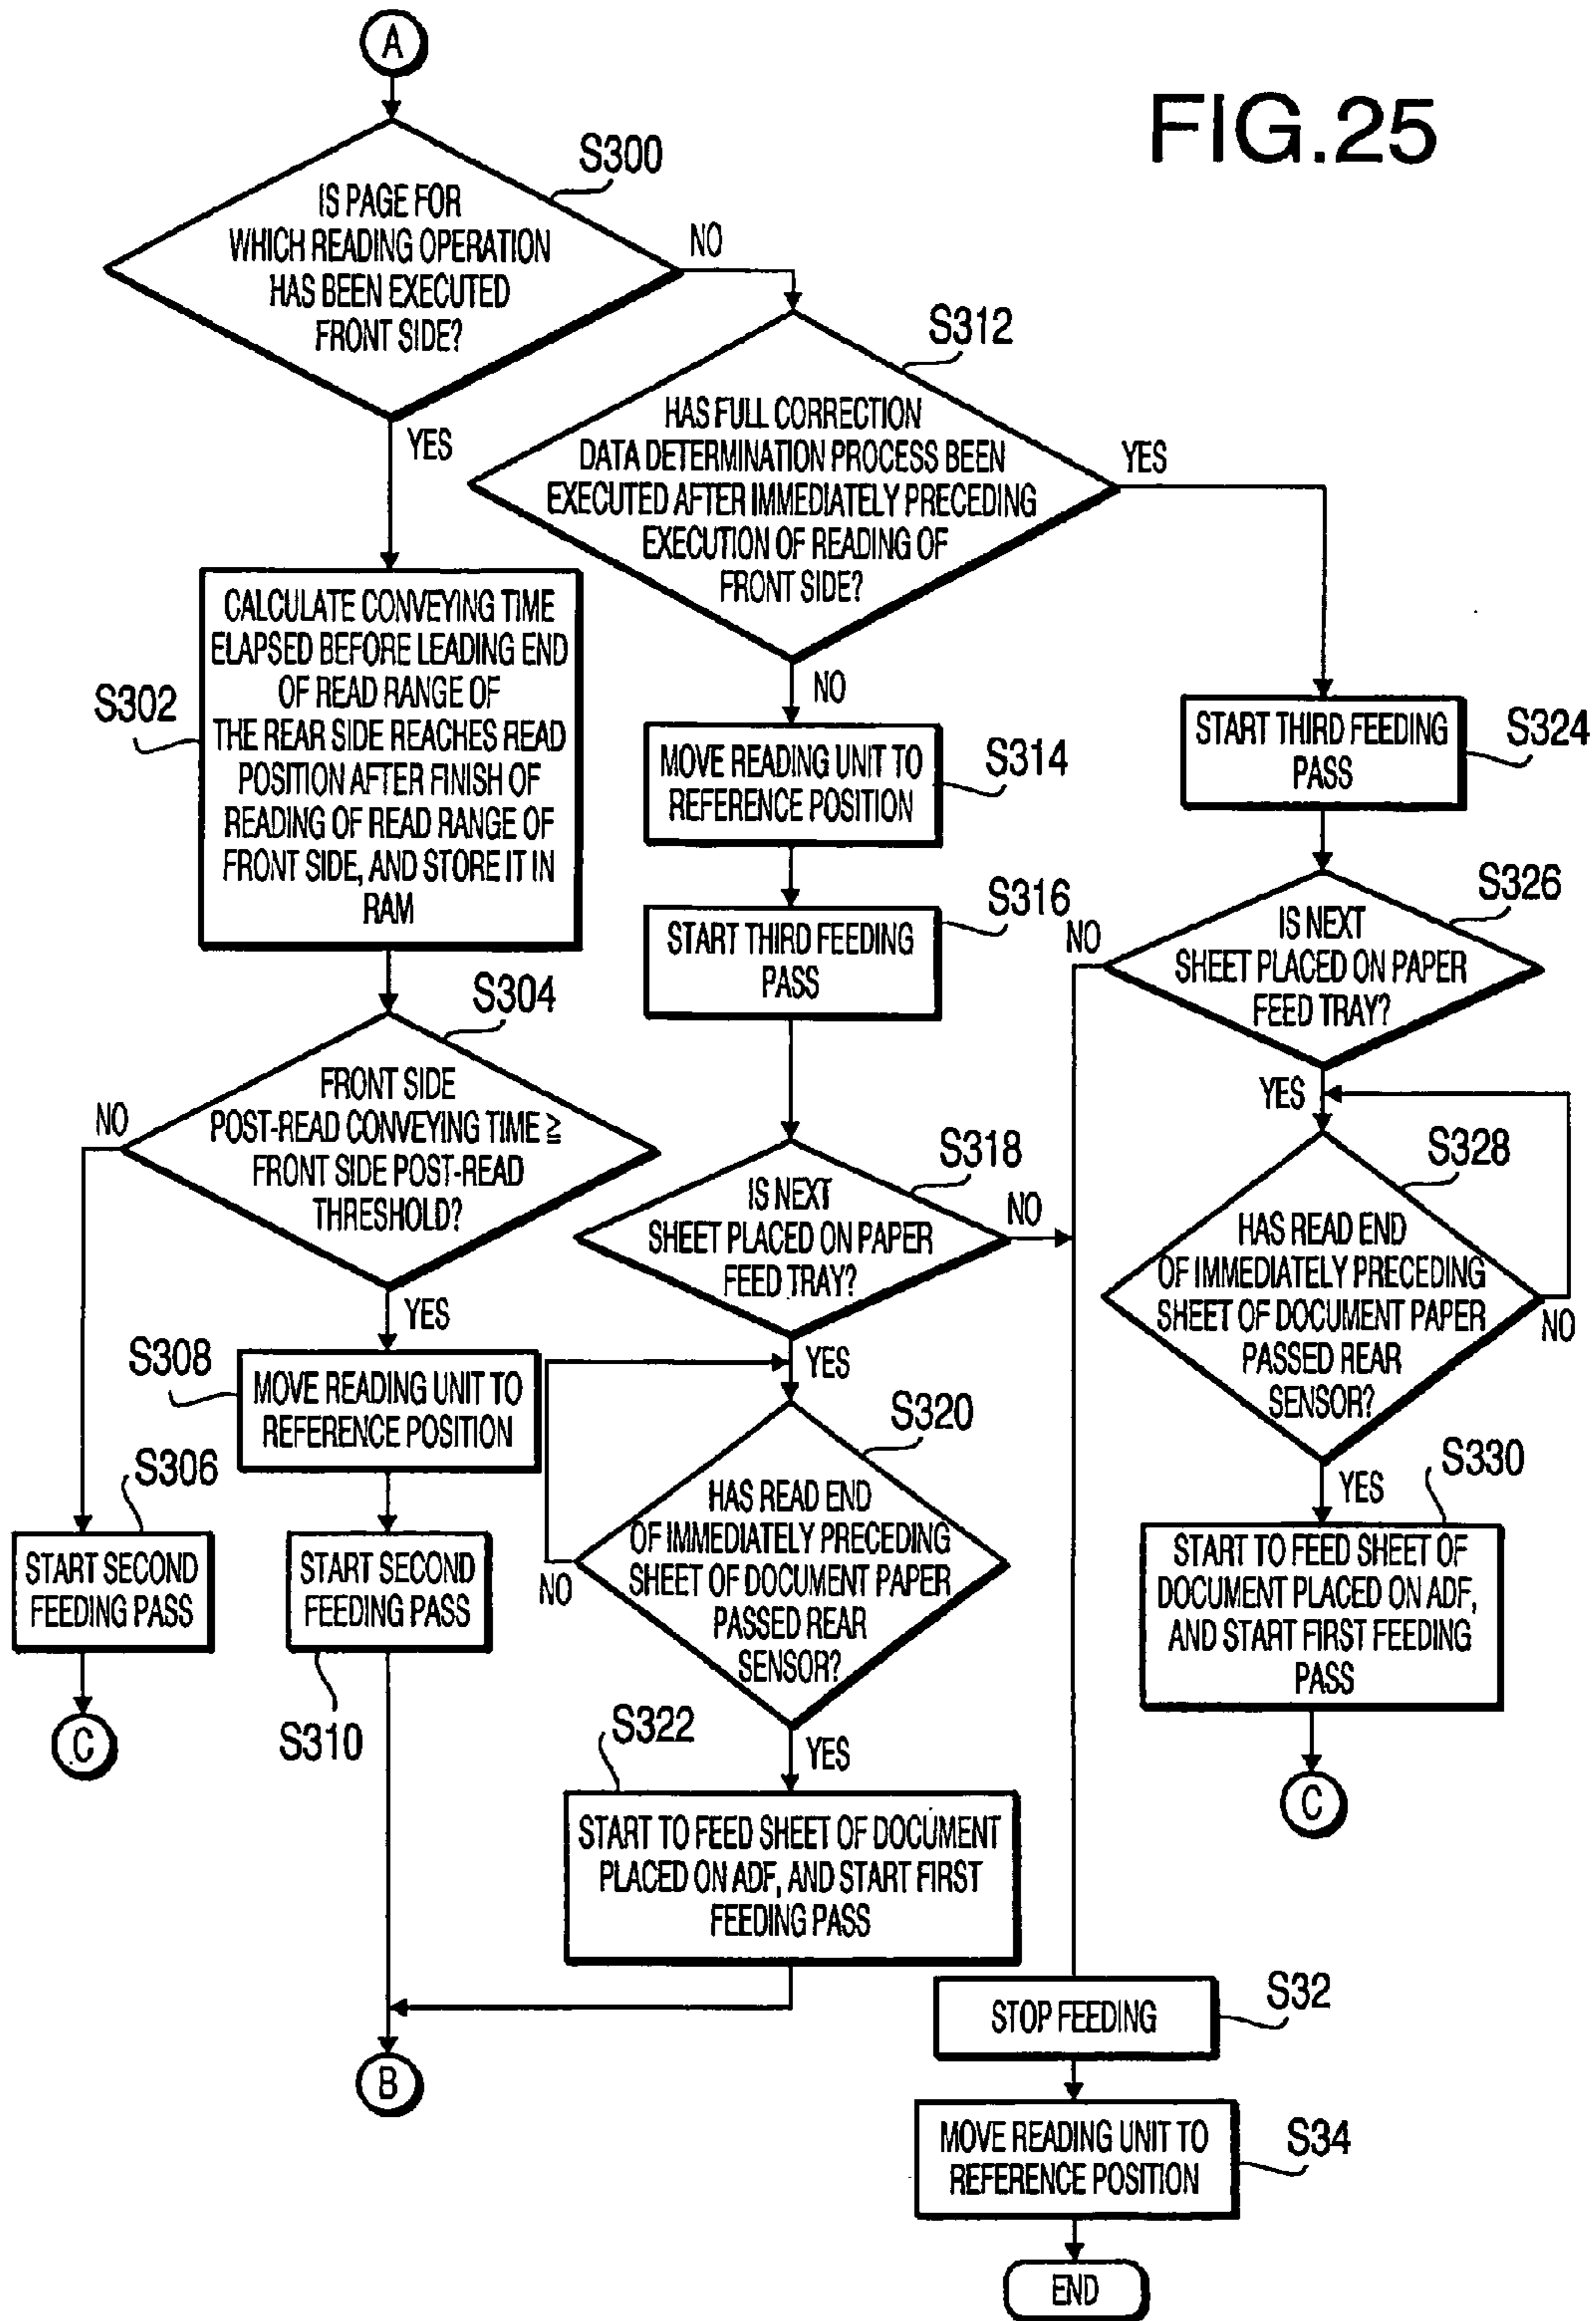 A
FIG.25
S300
IS PAGE FOR
WHICH READING OPERATION
HAS BEEN EXECUTED
FRONT SIDE?
NO
YES
S312
HAS FULL CORRECTION
DATA DETERMINATION PROCESS BEEN
EXECUTED AFTER IMMEDIATELY PRECEDING
EXECUTION OF READING OF
FRONT SIDE?
YES
NO
S302
CALCULATE CONVEYING TIME
ELAPSED BEFORE LEADING END
OF READ RANGE OF
THE REAR SIDE REACHES READ
POSITION AFTER FINISH OF
READING OF READ RANGE OF
FRONT SIDE, AND STORE IT IN
RAM
S314
MOVE READING UNIT TO
REFERENCE POSITION
S324
START THIRD FEEDING
PASS
S316
START THIRD FEEDING
PASS
S326
IS NEXT
SHEET PLACED ON PAPER
FEED TRAY?
NO
YES
S304
FRONT SIDE
POST-READ CONVEYING TIME ≧
FRONT SIDE POST-READ
THRESHOLD?
NO
YES
S318
IS NEXT
SHEET PLACED ON PAPER
FEED TRAY?
NO
YES
S328
HAS READ END
OF IMMEDIATELY PRECEDING
SHEET OF DOCUMENT PAPER
PASSED REAR
SENSOR?
NO
YES
S308
MOVE READING UNIT TO
REFERENCE POSITION
S320
HAS READ END
OF IMMEDIATELY PRECEDING
SHEET OF DOCUMENT PAPER
PASSED REAR
SENSOR?
NO
YES
S306
START SECOND
FEEDING PASS
C
START SECOND
FEEDING PASS
S310
S330
START TO FEED SHEET OF
DOCUMENT PLACED ON ADF,
AND START FIRST FEEDING
PASS
C
S322
START TO FEED SHEET OF DOCUMENT
PLACED ON ADF, AND START FIRST
FEEDING PASS
B
S32
STOP FEEDING
S34
MOVE READING UNIT TO
REFERENCE POSITION
END